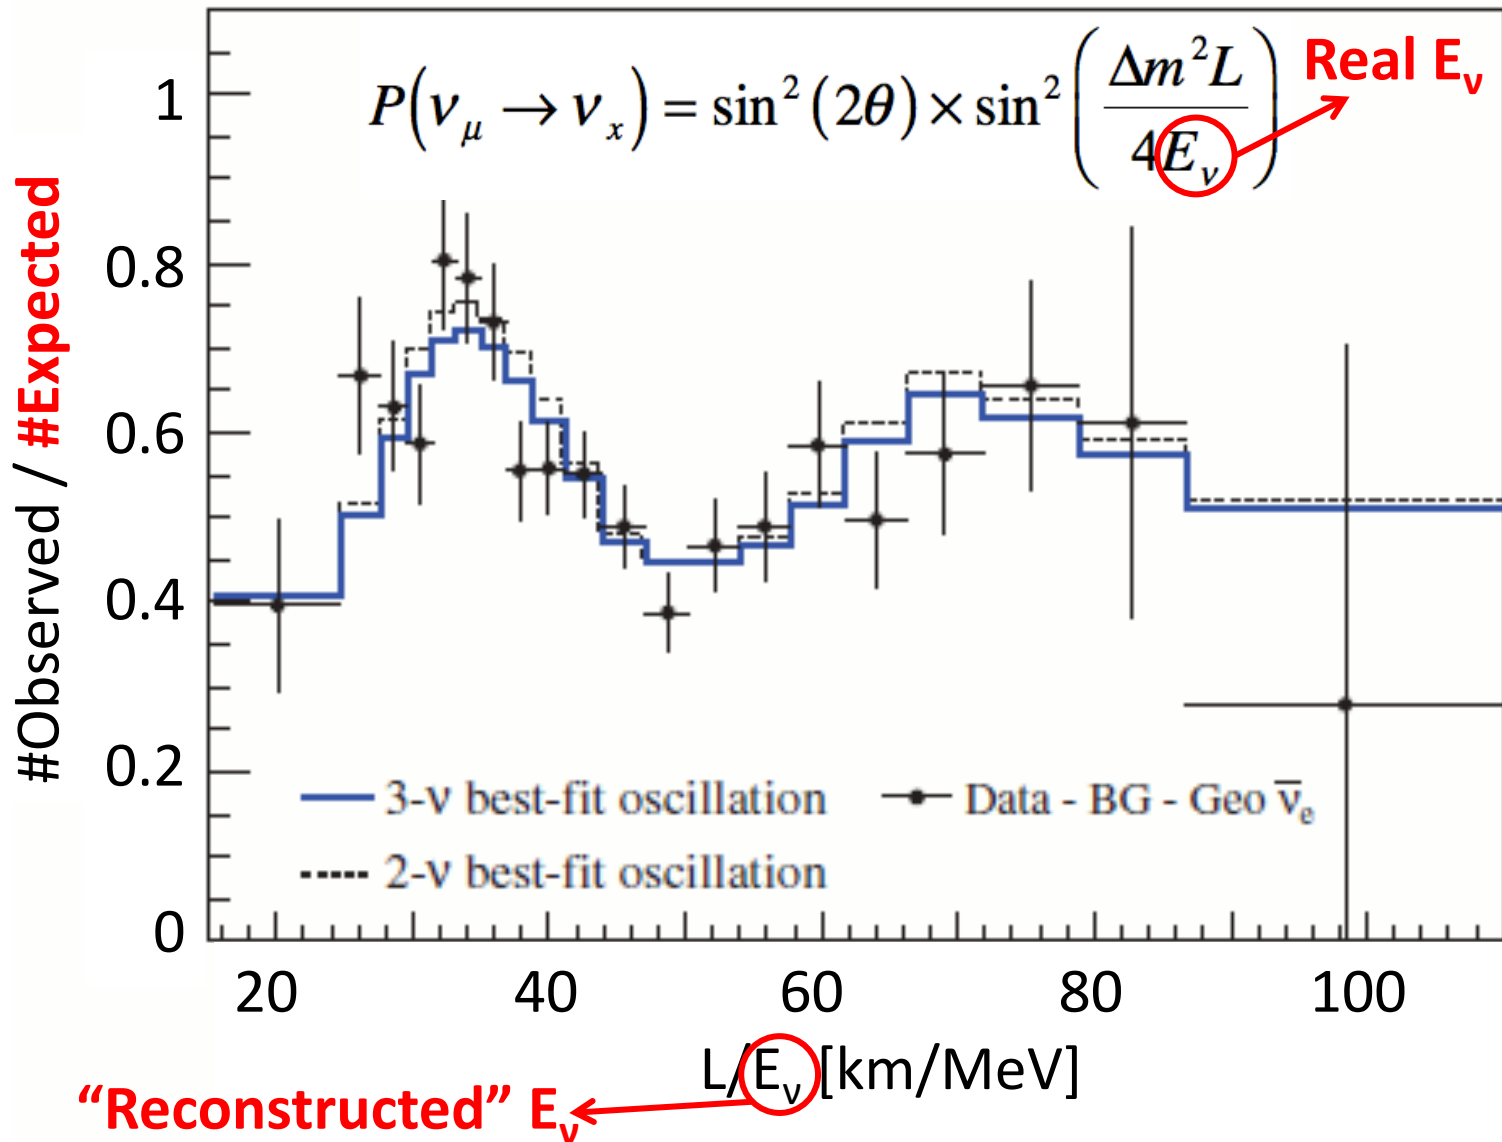 P(ν_μ → ν_x) = sin² (2θ) × sin² (Δm²L / 4E_ν)
Real E_ν
#Observed / #Expected
1
0.8
0.6
0.4
0.2
0
3-ν best-fit oscillation
Data - BG - Geo ν̅_e
2-ν best-fit oscillation
20 40 60 80 100
L/E_ν [km/MeV]
“Reconstructed” E_ν